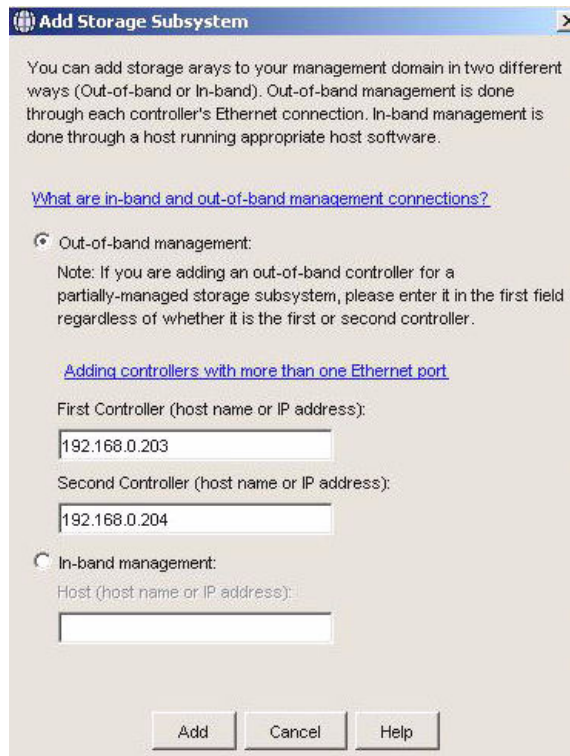 Add Storage Subsystem
You can add storage arays to your management domain in two different
ways (Out-of-band or In-band). Out-of-band management is done
through each controller's Ethernet connection. In-band management is
done through a host running appropriate host software.
What are in-band and out-of-band management connections?
Out-of-band management:
Note: If you are adding an out-of-band controller for a
partially-managed storage subsystem, please enter it in the first field
regardless of whether it is the first or second controller.
Adding controllers with more than one Ethernet port
First Controller (host name or IP address):
192.168.0.203
Second Controller (host name or IP address):
192.168.0.204
In-band management:
Host (host name or IP address):
Add Cancel Help